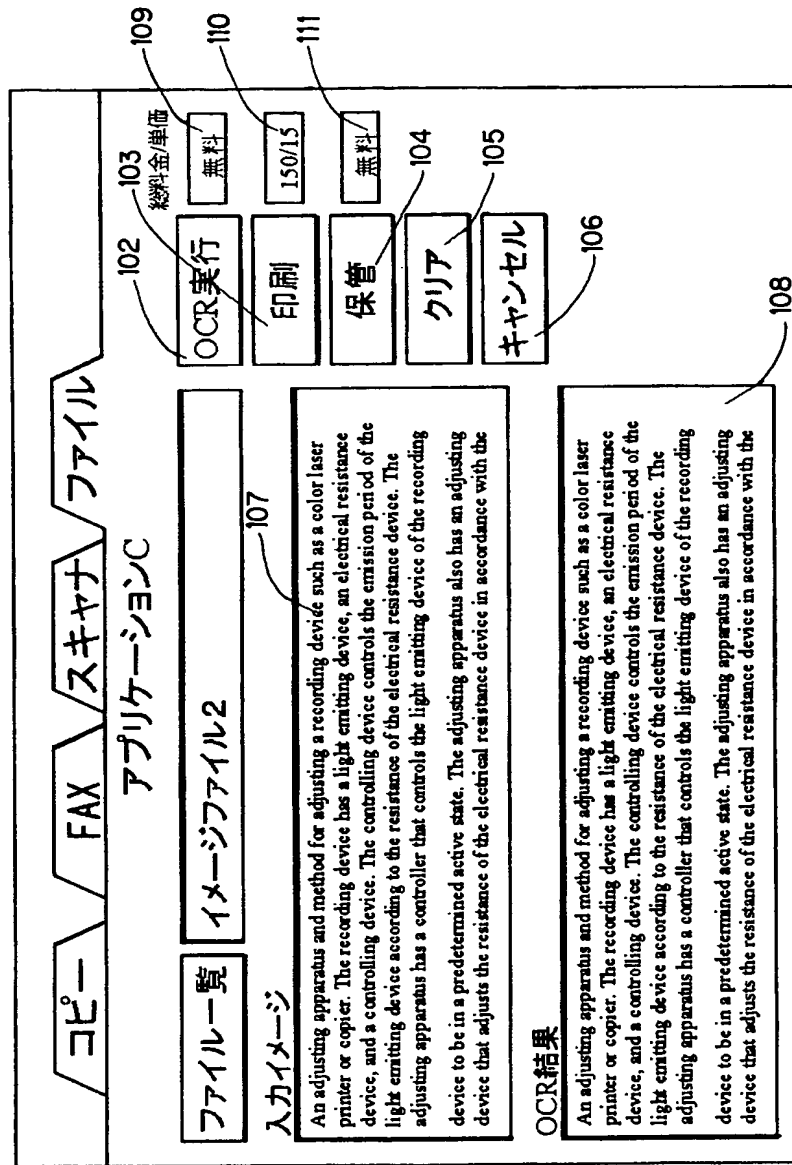 コピー
FAX
スキャナ
ファイル
アプリケーションC
総料金/単価
ファイル一覧
イメージファイル2
102
OCR実行
無料
109
103
印刷
150/15
110
保管
無料
111
104
クリア
105
キャンセル
106
入力イメージ
107
An adjusting apparatus and method for adjusting a recording device such as a color laser
printer or copier. The recording device has a light emitting device, an electrical resistance
device, and a controlling device. The controlling device controls the emission period of the
light emitting device according to the resistance of the electrical resistance device. The
adjusting apparatus has a controller that controls the light emitting device of the recording
device to be in a predetermined active state. The adjusting apparatus also has an adjusting
device that adjusts the resistance of the electrical resistance device in accordance with the
OCR結果
108
An adjusting apparatus and method for adjusting a recording device such as a color laser
printer or copier. The recording device has a light emitting device, an electrical resistance
device, and a controlling device. The controlling device controls the emission period of the
light emitting device according to the resistance of the electrical resistance device. The
adjusting apparatus has a controller that controls the light emitting device of the recording
device to be in a predetermined active state. The adjusting apparatus also has an adjusting
device that adjusts the resistance of the electrical resistance device in accordance with the